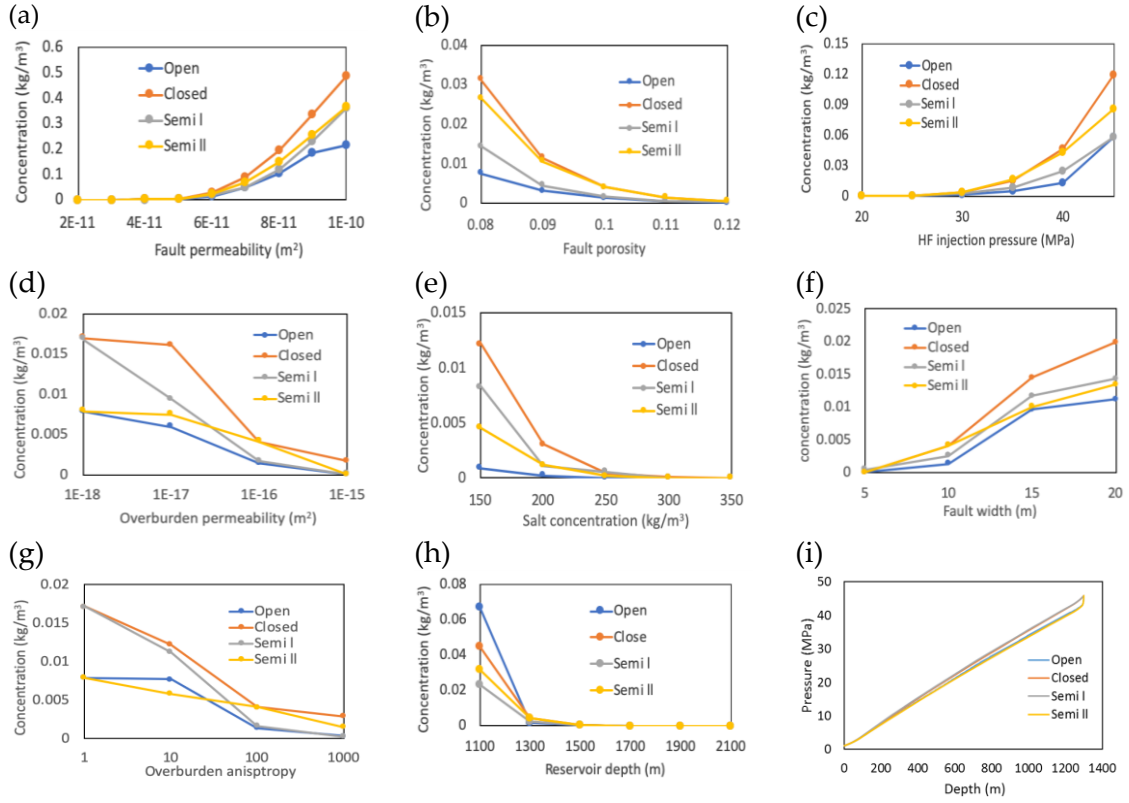 (a)
Concentration (kg/m³)
0.6
0.5
0.4
0.3
0.2
0.1
0
Open
Closed
Semi I
Semi II
2E-11 4E-11 6E-11 8E-11 1E-10
Fault permeability (m²)
(b)
Concentration (kg/m³)
0.04
0.03
0.02
0.01
0
Open
Closed
Semi I
Semi II
0.08 0.09 0.1 0.11 0.12
Fault porosity
(c)
Concentration (kg/m³)
0.15
0.12
0.09
0.06
0.03
0
Open
Closed
Semi I
Semi II
20 30 40
HF injection pressure (MPa)
(d)
Concentration (kg/m³)
0.02
0.015
0.01
0.005
0
Open
Closed
Semi I
Semi II
1E-18 1E-17 1E-16 1E-15
Overburden permeability (m²)
(e)
Concentration (kg/m³)
0.015
0.01
0.005
0
Open
Closed
Semi I
Semi II
150 200 250 300 350
Salt concentration (kg/m³)
(f)
concentration (kg/m³)
0.025
0.02
0.015
0.01
0.005
0
Open
Closed
Semi I
Semi II
5 10 15 20
Fault width (m)
(g)
Concentration (kg/m³)
0.02
0.015
0.01
0.005
0
Open
Closed
Semi I
Semi II
1 10 100 1000
Overburden anisptropy
(h)
Concentration (kg/m³)
0.08
0.06
0.04
0.02
0
Open
Close
Semi I
Semi II
1100 1300 1500 1700 1900 2100
Reservoir depth (m)
(i)
Pressure (MPa)
50
40
30
20
10
0
Open
Closed
Semi I
Semi II
0 200 400 600 800 1000 1200 1400
Depth (m)